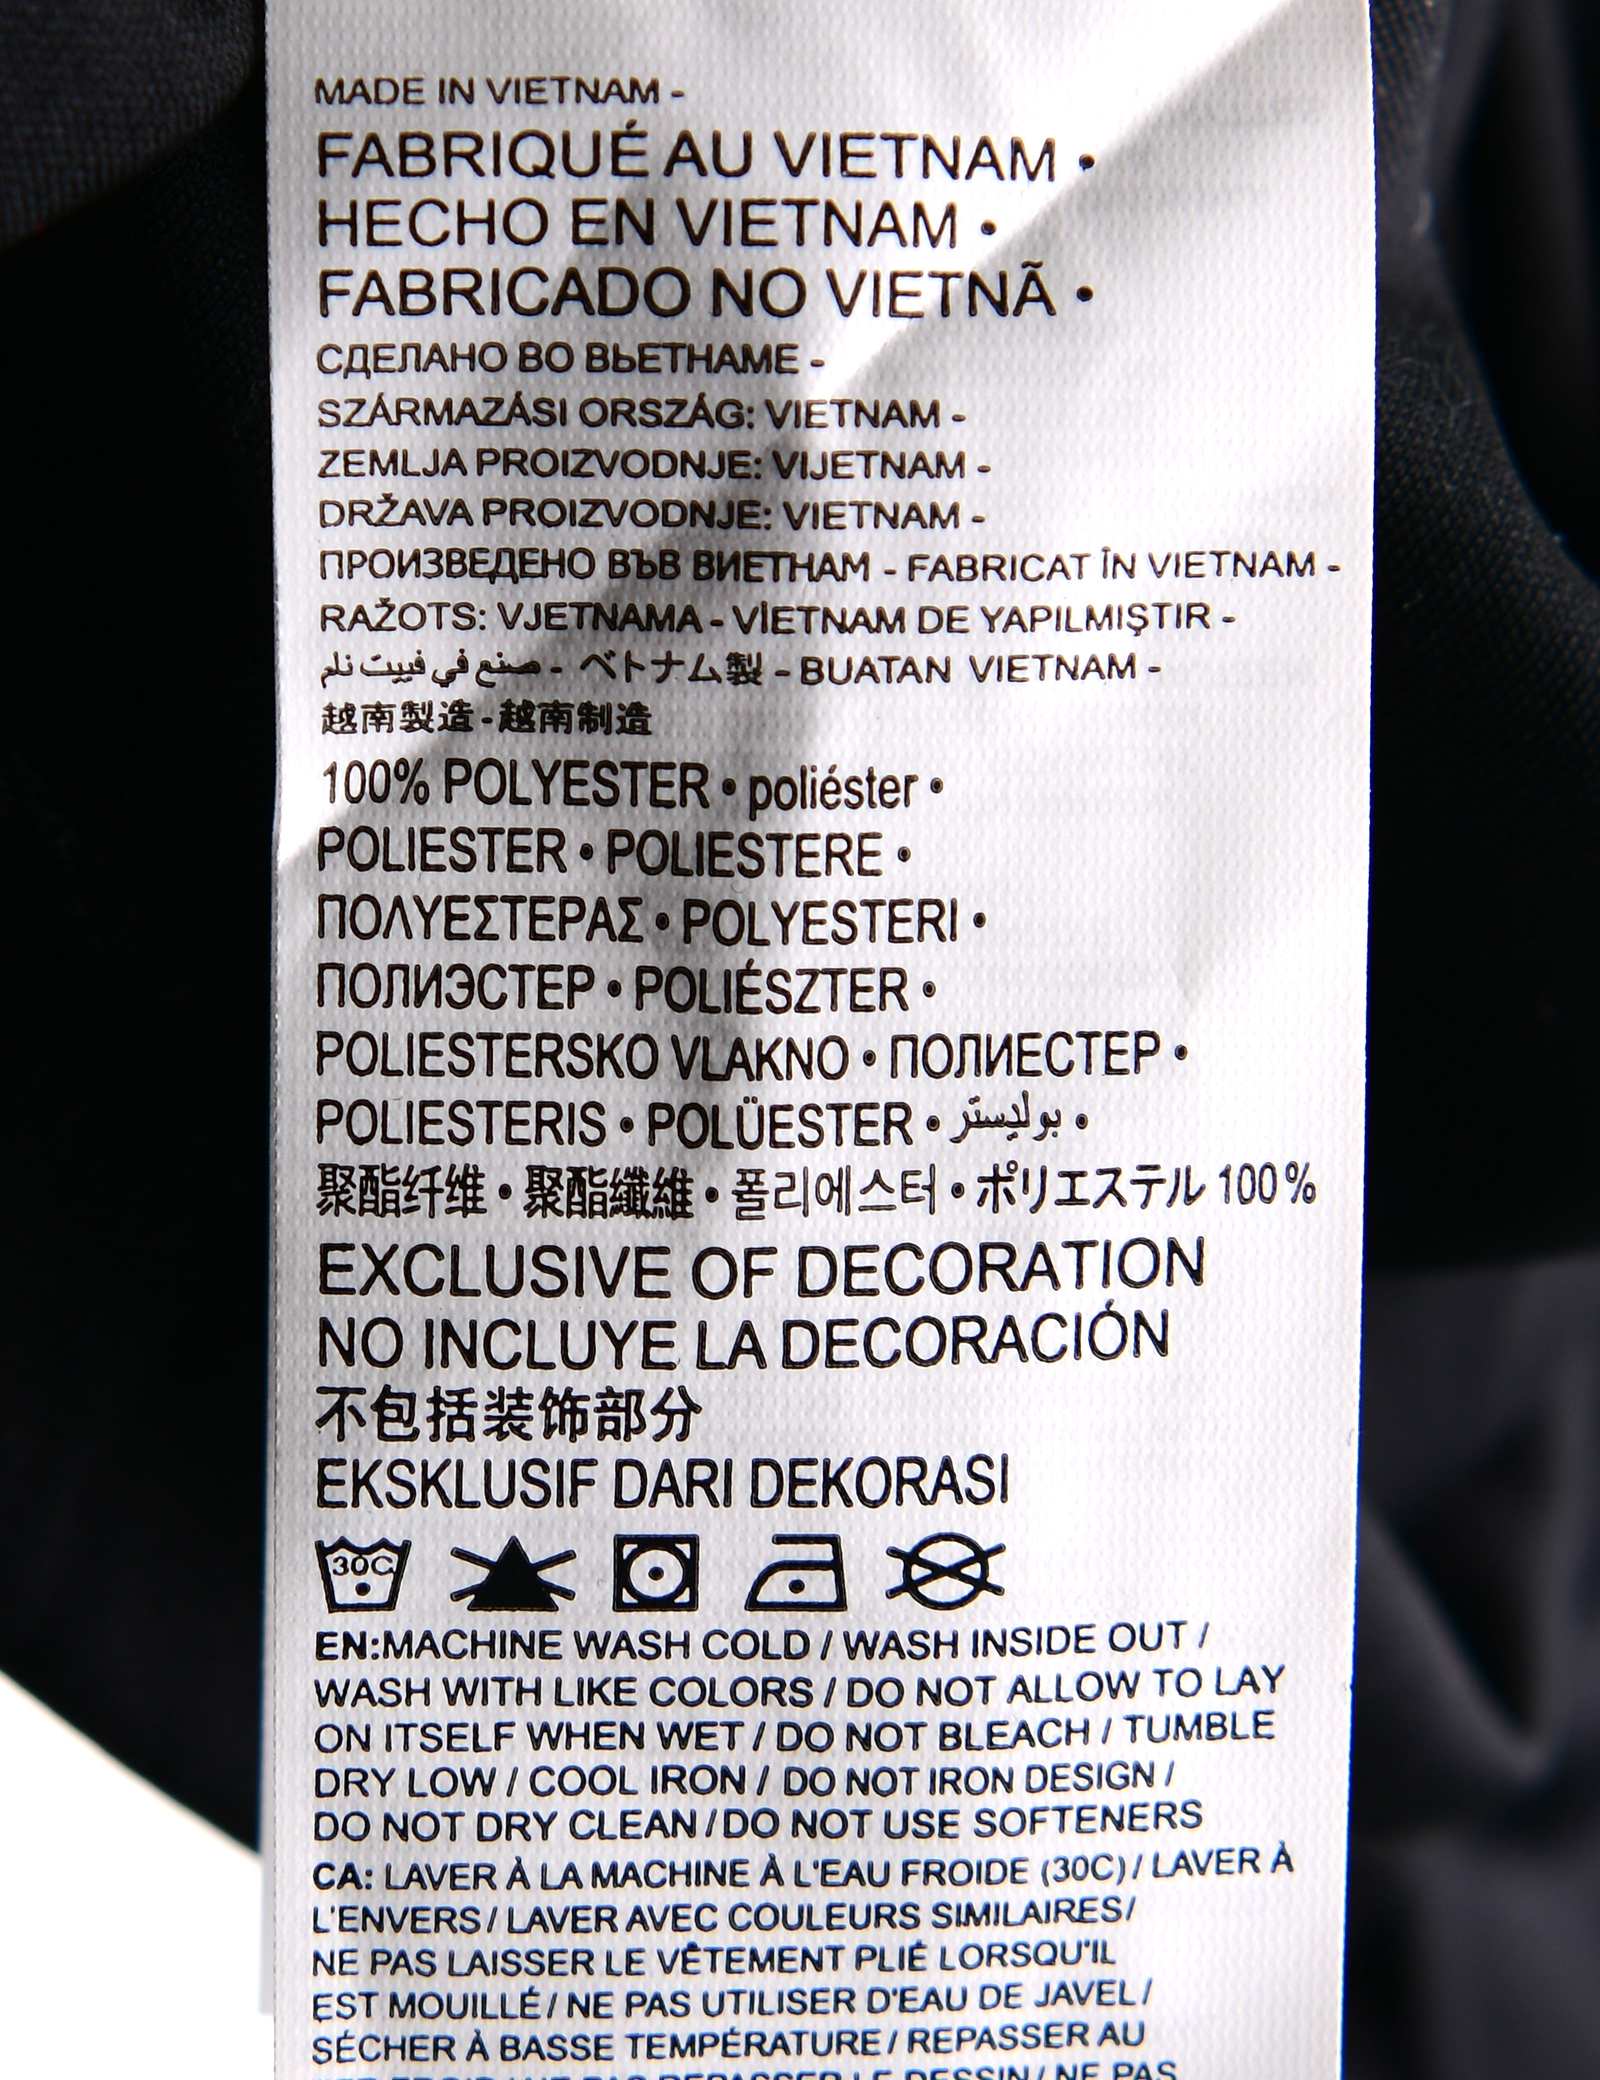 MADE IN VIETNAM -
FABRIQUÉ AU VIETNAM •
HECHO EN VIETNAM •
FABRICADO NO VIETNÃ •
СДЕЛАНО ВО ВЬЕТНАМЕ -
SZÁRMAZÁSI ORSZÁG: VIETNAM -
ZEMLJA PROIZVODNJE: VIJETNAM -
DRŽAVA PROIZVODNJE: VIETNAM -
ПРОИЗВЕДЕНО ВЪВ ВИЕТНАМ - FABRICAT ÎN VIETNAM -
RAŽOTS: VJETNAMA - VİETNAM DE YAPILMIŞTIR -
صنع في فييت نلم - ベトナム製 - BUATAN VIETNAM -
越南製造 - 越南制造
100% POLYESTER • poliéster •
POLIESTER • POLIESTERE •
ΠΟΛΥΕΣΤΕΡΑΣ • POLYESTERI •
ПОЛИЭСТЕР • POLIÉSZTER •
POLIESTERSKO VLAKNO • ПОЛИЕСТЕР •
POLIESTERIS • POLÜESTER • بوليستر •
聚酯纤维 • 聚酯纖維 • 폴리에스터 • ポリエステル 100%
EXCLUSIVE OF DECORATION
NO INCLUYE LA DECORACIÓN
不包括装饰部分
EKSKLUSIF DARI DEKORASI
30C
EN:MACHINE WASH COLD / WASH INSIDE OUT /
WASH WITH LIKE COLORS / DO NOT ALLOW TO LAY
ON ITSELF WHEN WET / DO NOT BLEACH / TUMBLE
DRY LOW / COOL IRON / DO NOT IRON DESIGN /
DO NOT DRY CLEAN / DO NOT USE SOFTENERS
CA: LAVER À LA MACHINE À L'EAU FROIDE (30C) / LAVER À
L'ENVERS / LAVER AVEC COULEURS SIMILAIRES /
NE PAS LAISSER LE VÊTEMENT PLIÉ LORSQU'IL
EST MOUILLÉ / NE PAS UTILISER D'EAU DE JAVEL /
SÉCHER À BASSE TEMPÉRATURE / REPASSER AU
FER FROID / NE PAS REPASSER LE DESSIN / NE PAS